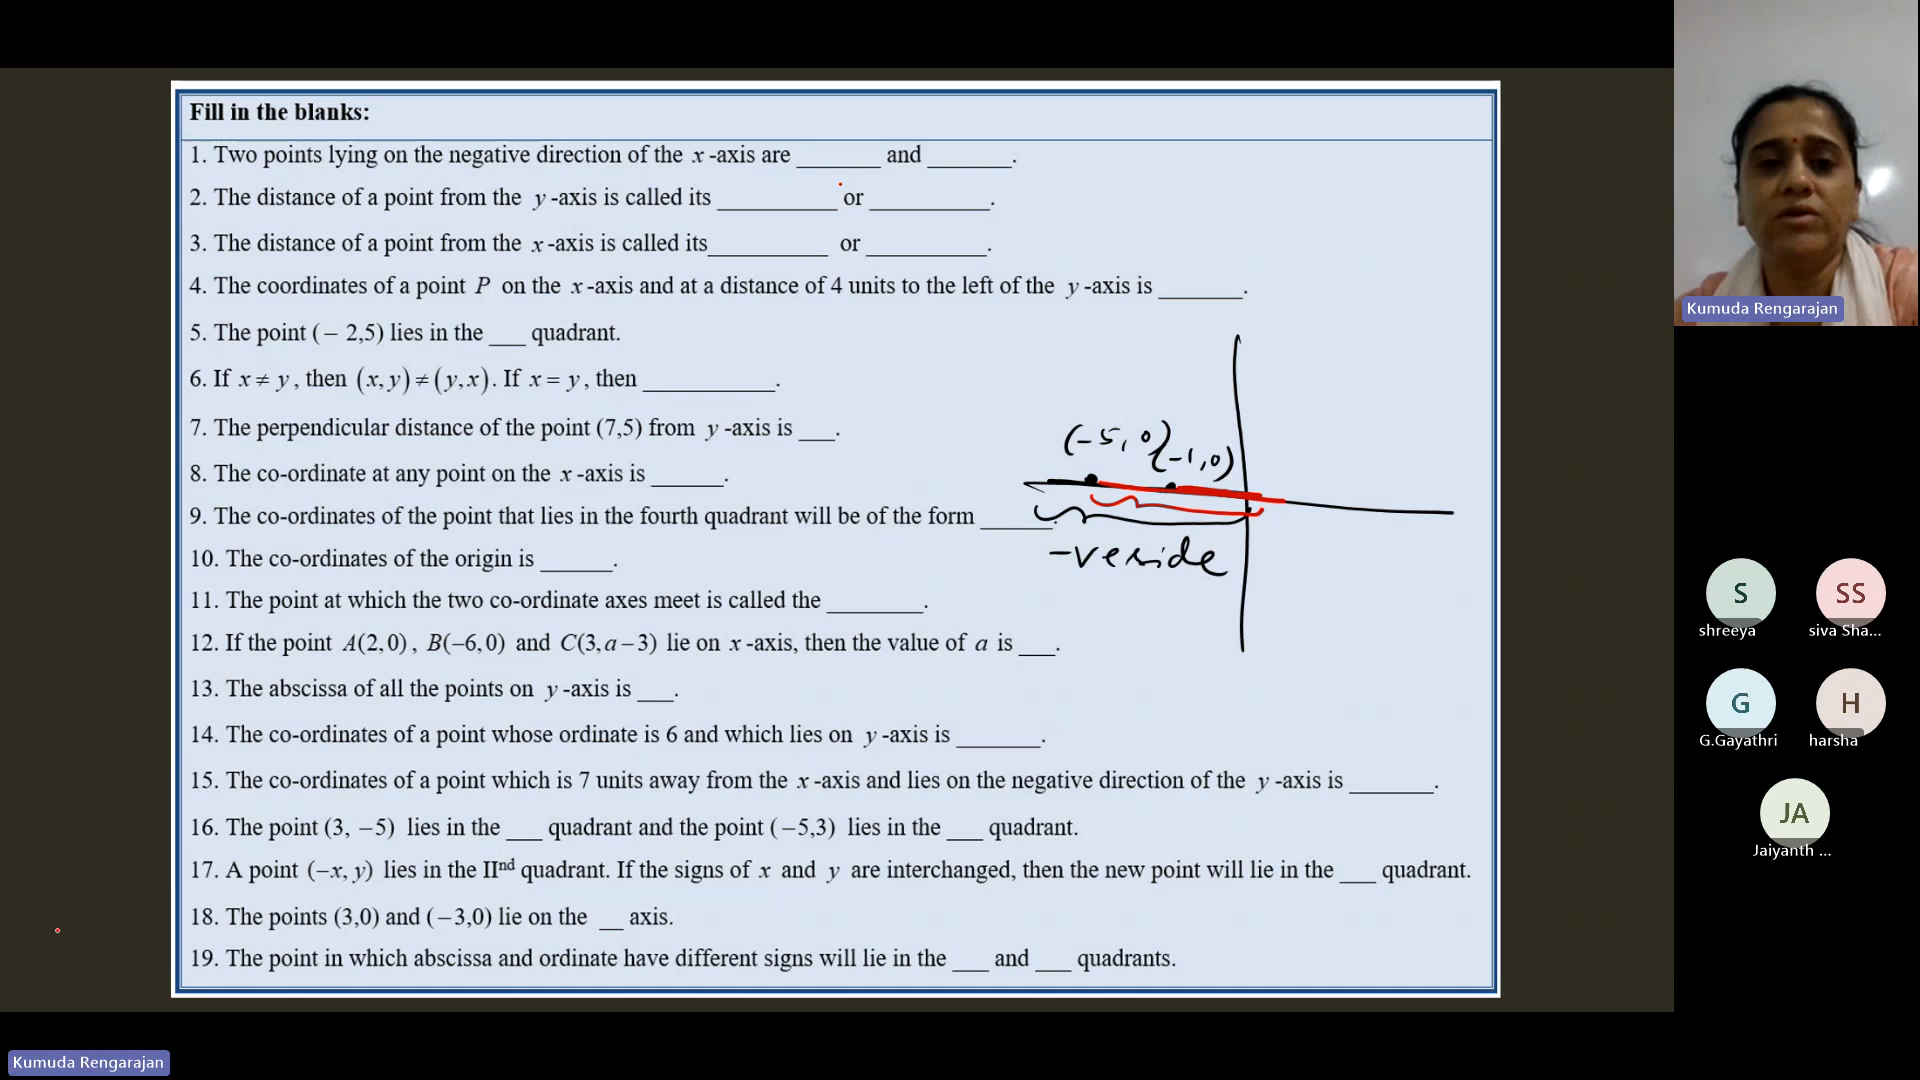 Fill in the blanks:
1. Two points lying on the negative direction of the x -axis are _______ and _______.
2. The distance of a point from the y -axis is called its __________ or __________.
3. The distance of a point from the x -axis is called its__________ or __________.
4. The coordinates of a point P on the x -axis and at a distance of 4 units to the left of the y -axis is _______.
5. The point (− 2,5) lies in the ___ quadrant.
6. If x ≠ y , then (x, y) ≠ (y, x). If x = y , then ___________.
7. The perpendicular distance of the point (7,5) from y -axis is ___.
(-5, 0) (-1, 0)
8. The co-ordinate at any point on the x -axis is ______.
9. The co-ordinates of the point that lies in the fourth quadrant will be of the form ______.
-ve side
10. The co-ordinates of the origin is ______.
11. The point at which the two co-ordinate axes meet is called the ________.
12. If the point A(2,0) , B(−6,0) and C(3, a − 3) lie on x -axis, then the value of a is ___.
13. The abscissa of all the points on y -axis is ___.
14. The co-ordinates of a point whose ordinate is 6 and which lies on y -axis is _______.
15. The co-ordinates of a point which is 7 units away from the x -axis and lies on the negative direction of the y -axis is _______.
16. The point (3, −5) lies in the ___ quadrant and the point (−5,3) lies in the ___ quadrant.
17. A point (−x, y) lies in the IInd quadrant. If the signs of x and y are interchanged, then the new point will lie in the ___ quadrant.
18. The points (3,0) and (−3,0) lie on the __ axis.
19. The point in which abscissa and ordinate have different signs will lie in the ___ and ___ quadrants.
Kumuda Rengarajan
S SS
shreeya siva Sha...
G H
G.Gayathri harsha
JA
Jaiyanth ...
Kumuda Rengarajan